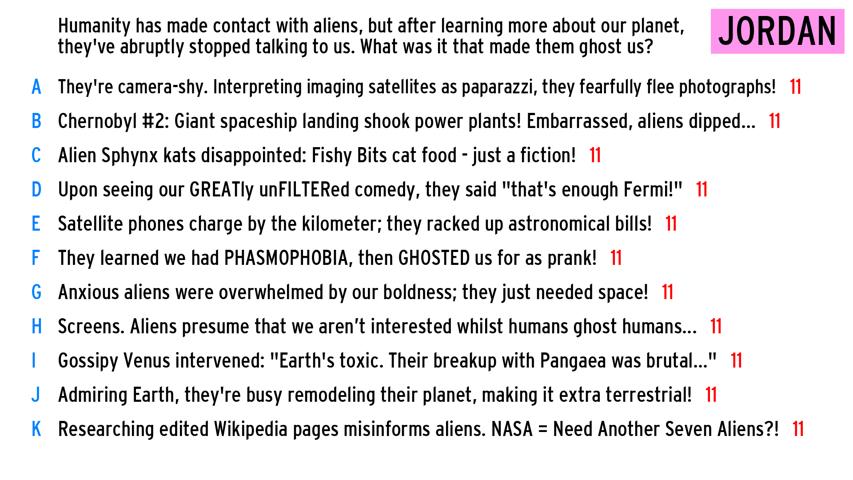 Humanity has made contact with aliens, but after learning more about our planet,
they've abruptly stopped talking to us. What was it that made them ghost us?
JORDAN
A They're camera-shy. Interpreting imaging satellites as paparazzi, they fearfully flee photographs! 11
B Chernobyl #2: Giant spaceship landing shook power plants! Embarrassed, aliens dipped... 11
C Alien Sphynx kats disappointed: Fishy Bits cat food - just a fiction! 11
D Upon seeing our GREATly unFILTERed comedy, they said "that's enough Fermi!" 11
E Satellite phones charge by the kilometer; they racked up astronomical bills! 11
F They learned we had PHASMOPHOBIA, then GHOSTED us for as prank! 11
G Anxious aliens were overwhelmed by our boldness; they just needed space! 11
H Screens. Aliens presume that we aren’t interested whilst humans ghost humans... 11
I Gossipy Venus intervened: "Earth's toxic. Their breakup with Pangaea was brutal..." 11
J Admiring Earth, they're busy remodeling their planet, making it extra terrestrial! 11
K Researching edited Wikipedia pages misinforms aliens. NASA = Need Another Seven Aliens?! 11